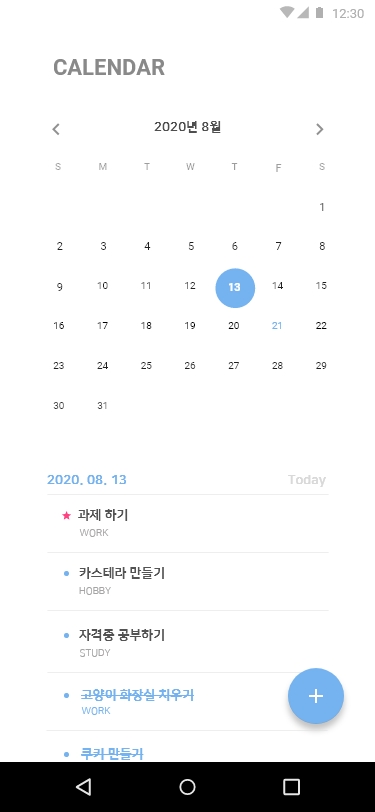 12:30
CALENDAR
2020년 8월
S M T W T F S
1
2 3 4 5 6 7 8
9 10 11 12 13 14 15
16 17 18 19 20 21 22
23 24 25 26 27 28 29
30 31
2020. 08. 13 Today
과제 하기
WORK
카스테라 만들기
HOBBY
자격증 공부하기
STUDY
고양이 화장실 치우기
WORK
쿠키 만들기